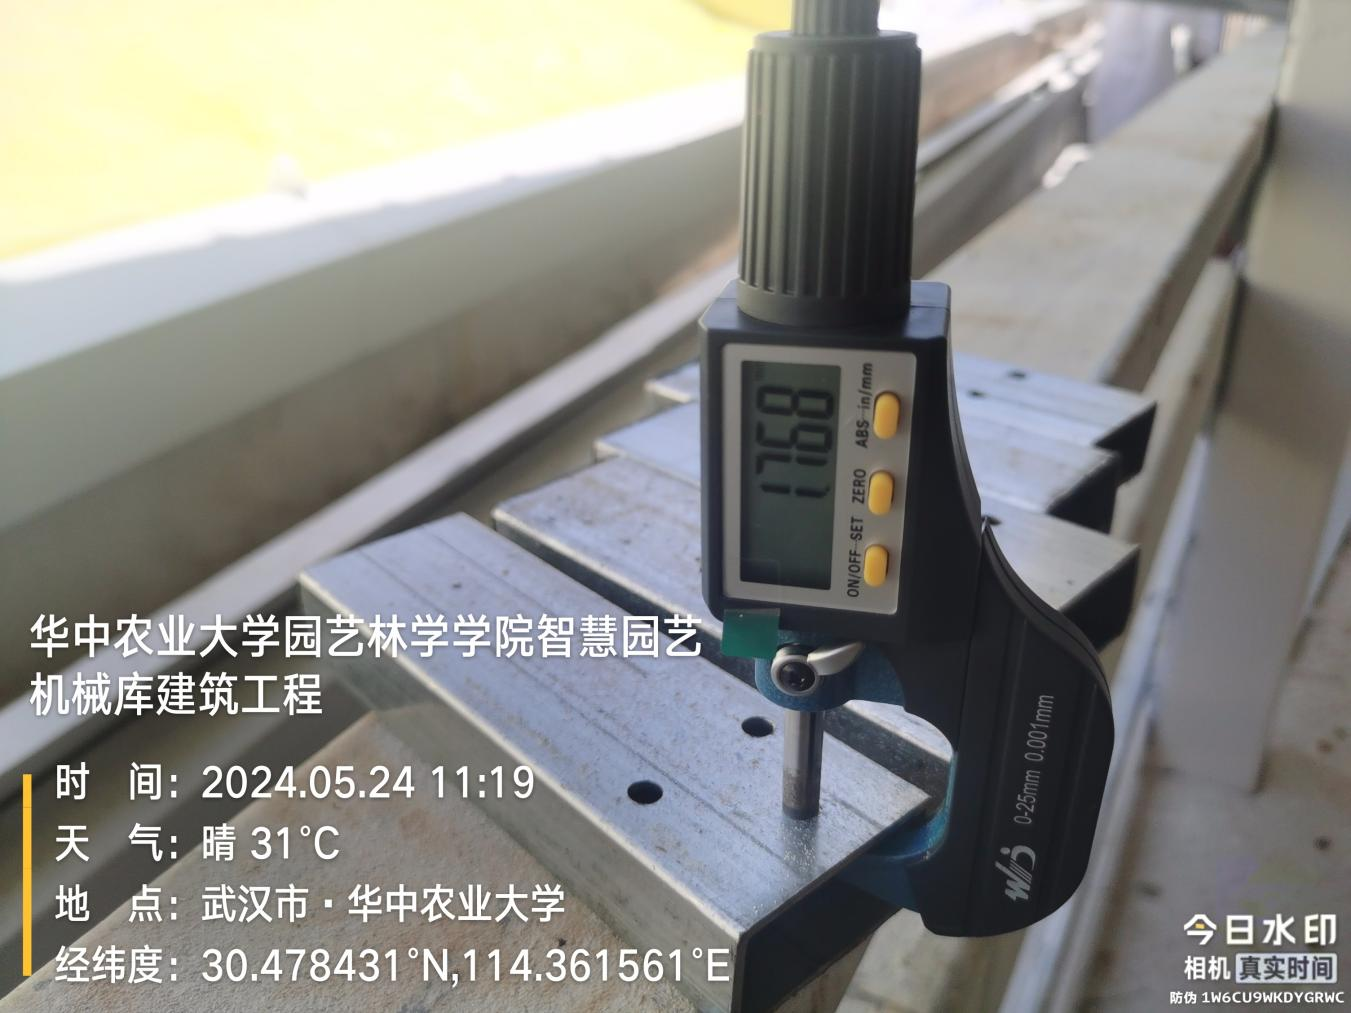 1.768
ABS in/mm
ZERO
ON/OFF SET
0-25mm 0.001mm
华中农业大学园艺林学学院智慧园艺
机械库建筑工程
时 间：2024.05.24 11:19
天 气：晴 31°C
地 点：武汉市·华中农业大学
经纬度：30.478431°N,114.361561°E
今日水印
相机 真实时间
防伪 1W6CU9WKDYGRWC